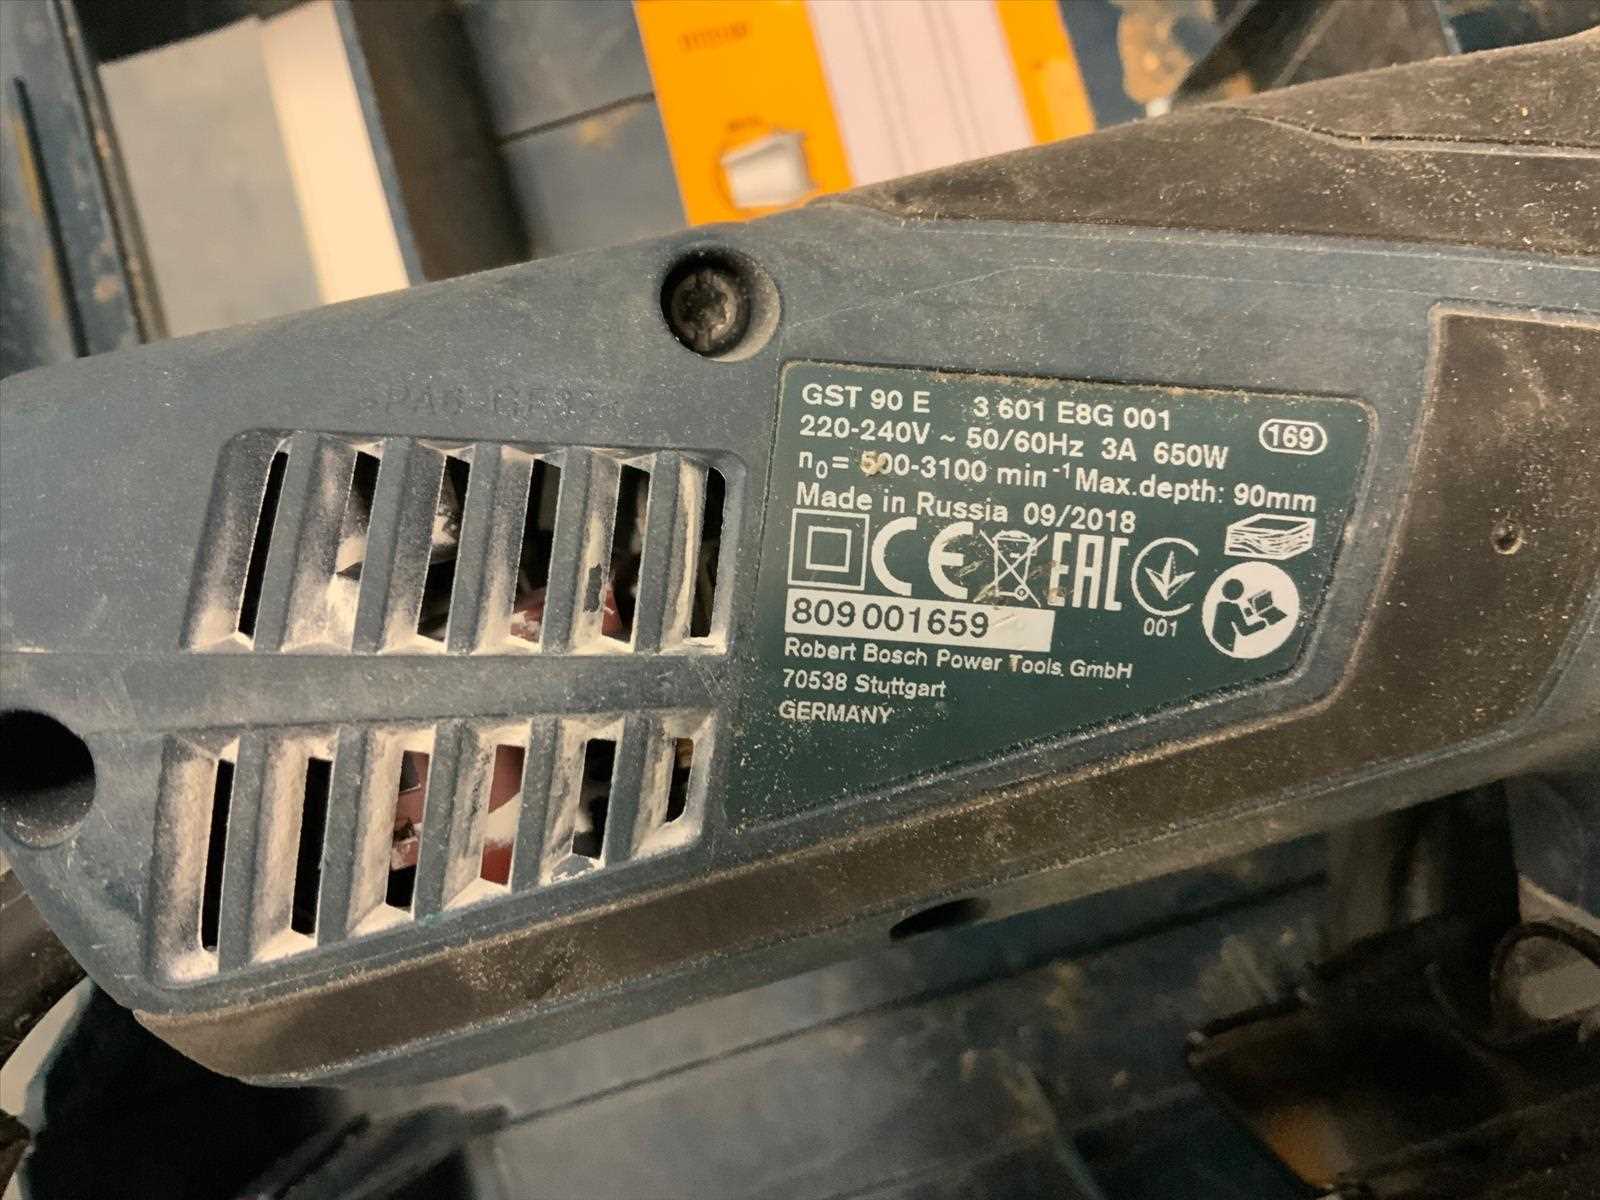 GST 90 E 3 601 E8G 001
220-240V ~ 50/60Hz 3A 650W
169
n₀= 500-3100 min⁻¹ Max.depth: 90mm
Made in Russia 09/2018
CE EAC
001
809 001659
Robert Bosch Power Tools GmbH
70538 Stuttgart
GERMANY